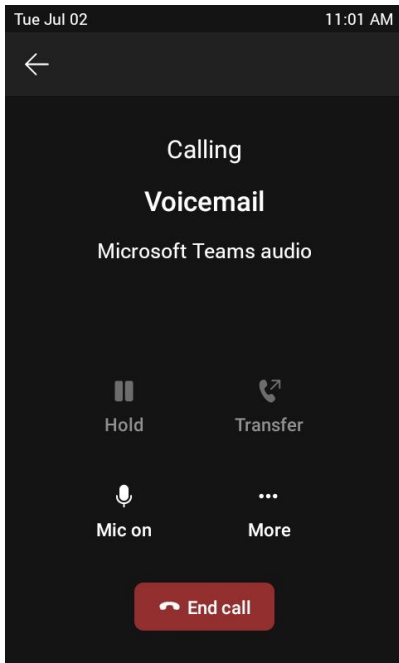 Tue Jul 02 11:01 AM
Calling
Voicemail
Microsoft Teams audio
Hold Transfer
Mic on More
End call